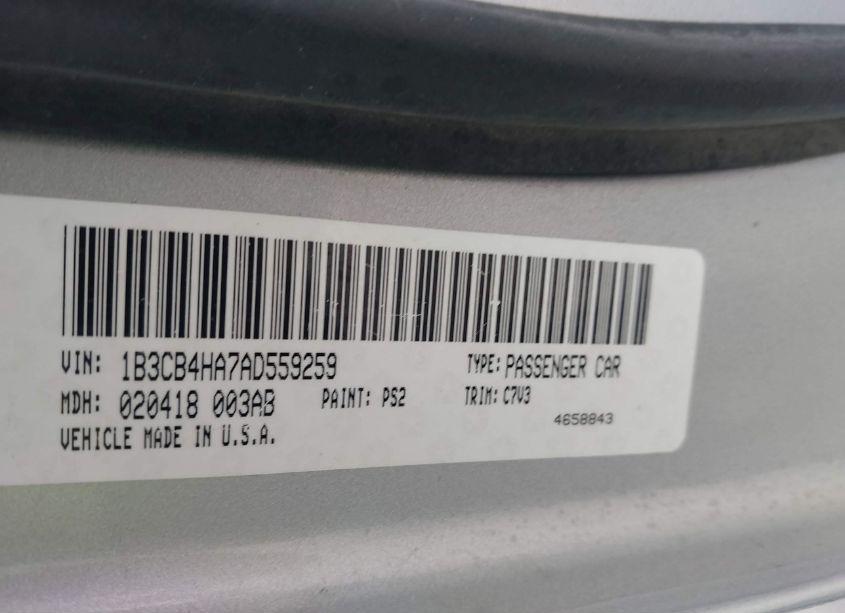 VIN: 1B3CB4HA7AD559259 TYPE: PASSENGER CAR
MDH: 020418 003AB PAINT: PS2 TRIM: C7V3
VEHICLE MADE IN U.S.A. 4658843